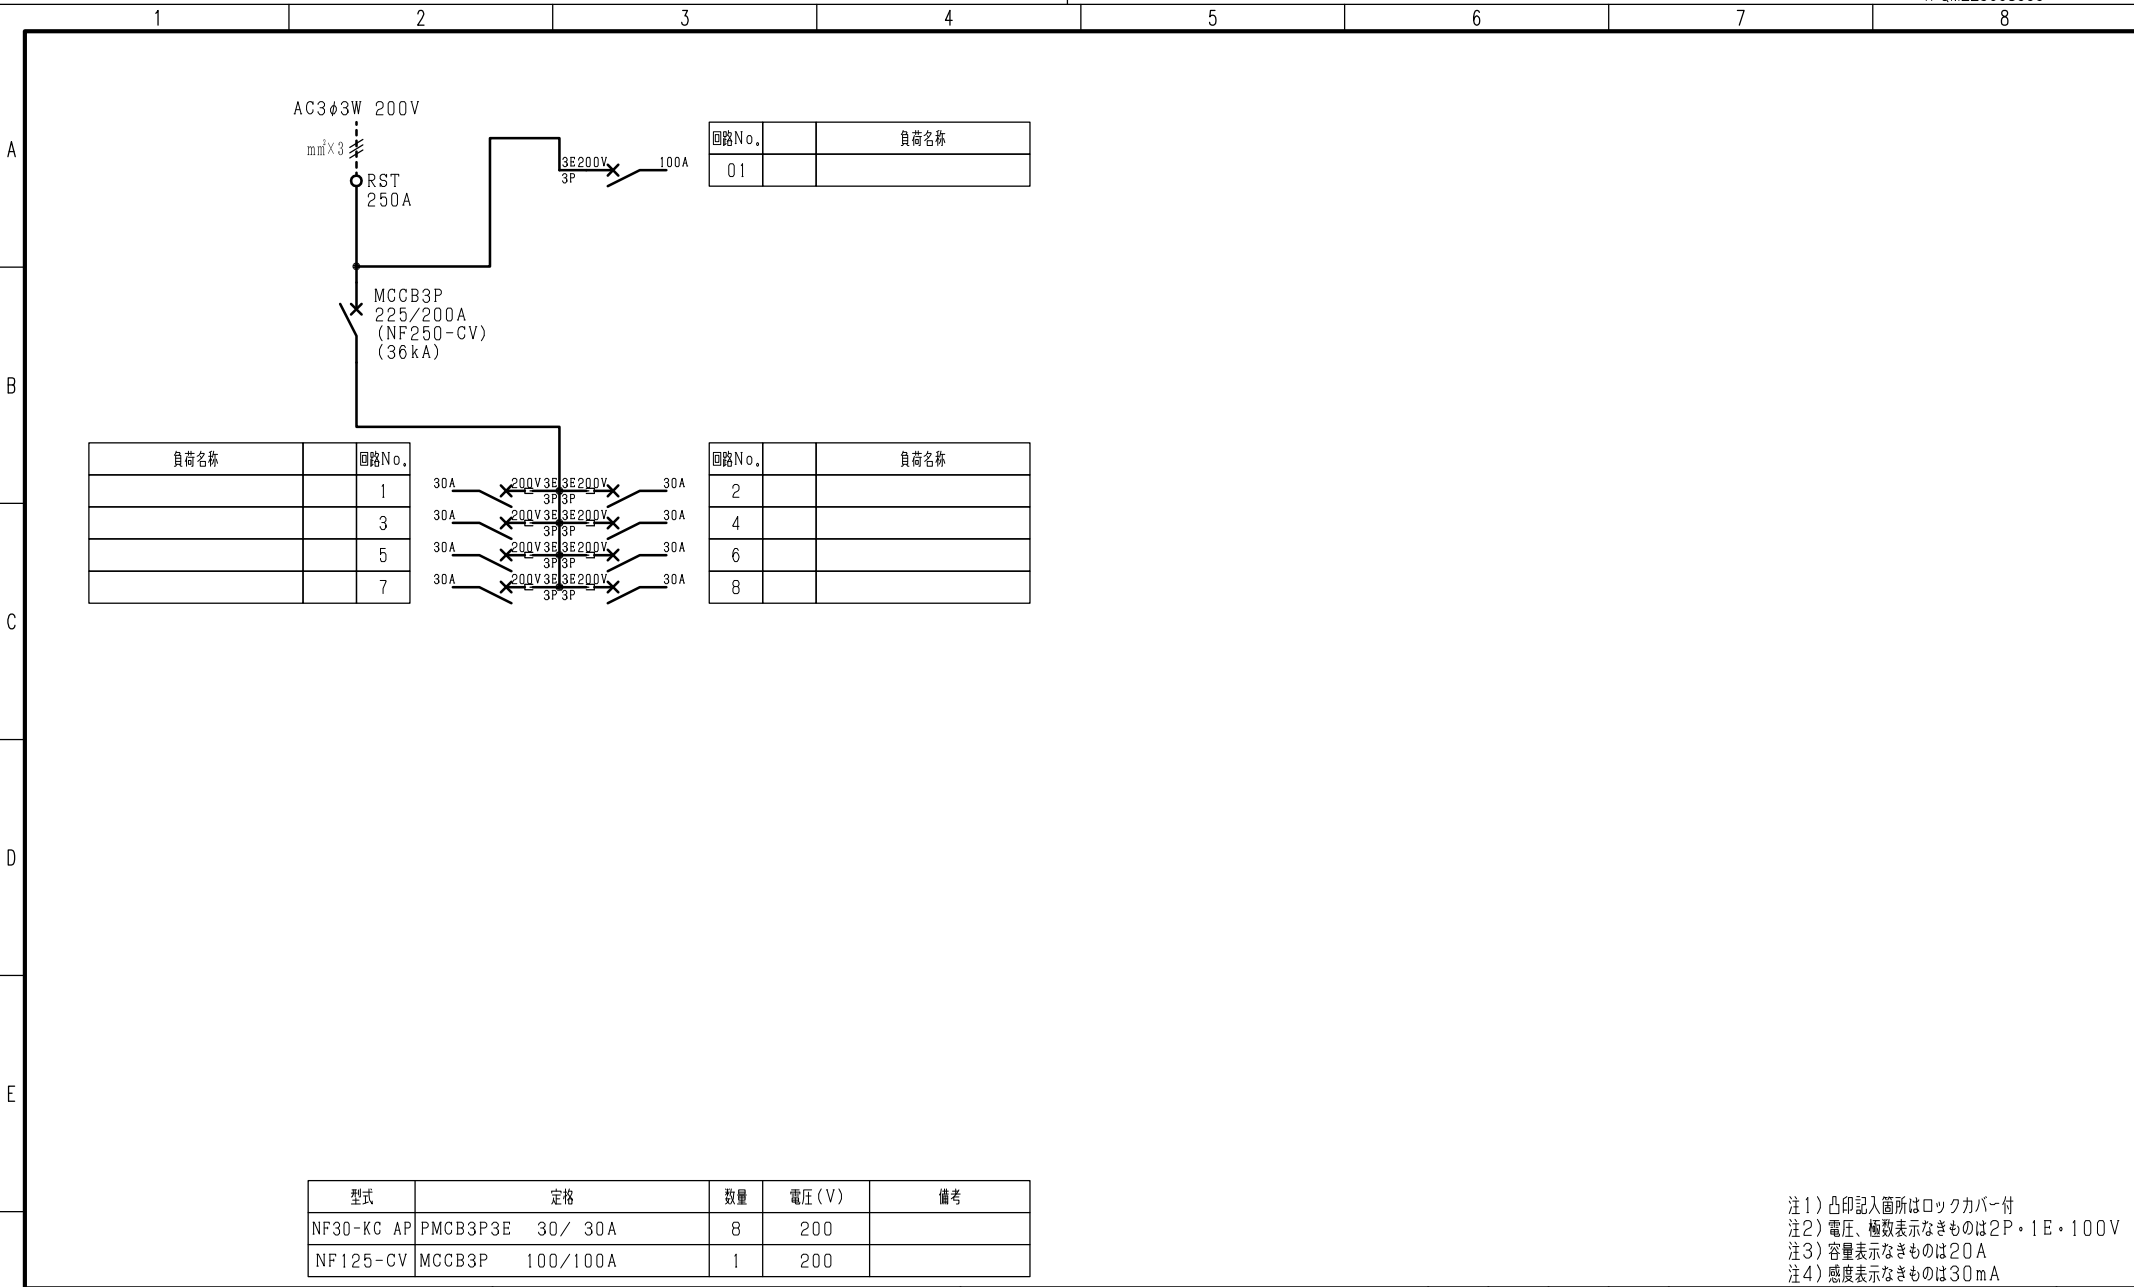 1 2 3 4 5 6 7 8
A
B
C
D
E
AC3φ3W 200V
mm²×3
RST
250A
3E200V 100A
3P
回路No. 負荷名称
01
MCCB3P
225/200A
(NF250-CV)
(36kA)
負荷名称 回路No.
1
3
5
7
30A 200V3E 3E200V 30A
3P 3P
30A 200V3E 3E200V 30A
3P 3P
30A 200V3E 3E200V 30A
3P 3P
30A 200V3E 3E200V 30A
3P 3P
回路No. 負荷名称
2
4
6
8
型式 定格 数量 電圧(V) 備考
NF30-KC AP PMCB3P3E 30/ 30A 8 200
NF125-CV MCCB3P 100/100A 1 200
注1)凸印記入箇所はロックカバー付
注2)電圧、極数表示なきものは2P・1E・100V
注3)容量表示なきものは20A
注4)感度表示なきものは30mA